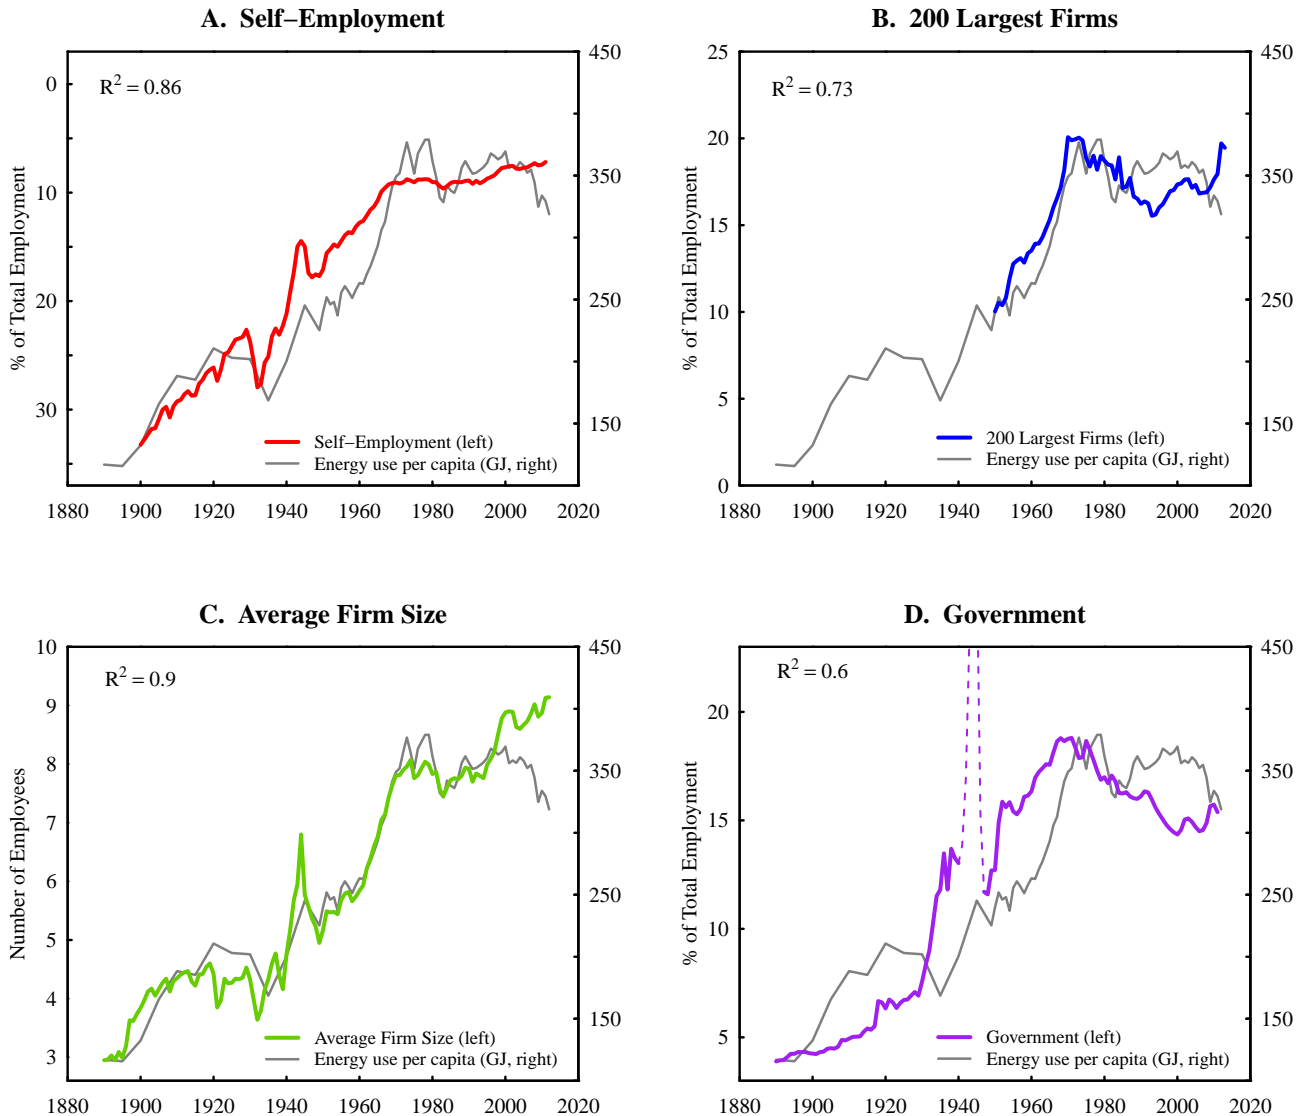 A. Self−Employment
R² = 0.86
% of Total Employment
0
10
20
30
450
350
250
150
Self−Employment (left)
Energy use per capita (GJ, right)
1880 1900 1920 1940 1960 1980 2000 2020
B. 200 Largest Firms
R² = 0.73
% of Total Employment
25
20
15
10
5
0
450
350
250
150
200 Largest Firms (left)
Energy use per capita (GJ, right)
1880 1900 1920 1940 1960 1980 2000 2020
C. Average Firm Size
R² = 0.9
Number of Employees
10
9
8
7
6
5
4
3
450
350
250
150
Average Firm Size (left)
Energy use per capita (GJ, right)
1880 1900 1920 1940 1960 1980 2000 2020
D. Government
R² = 0.6
% of Total Employment
20
15
10
5
450
350
250
150
Government (left)
Energy use per capita (GJ, right)
1880 1900 1920 1940 1960 1980 2000 2020